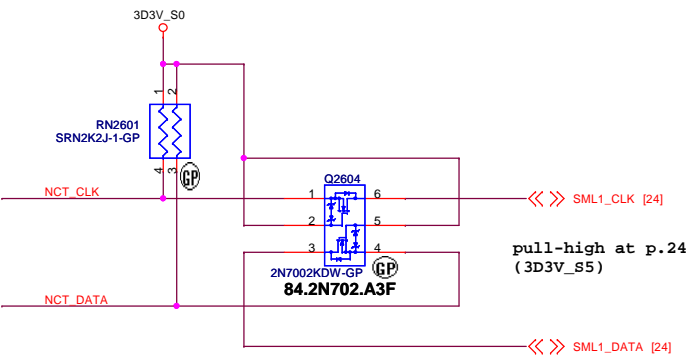 3D3V_S0
1
2
RN2601
SRN2K2J-1-GP
4
3
GP
NCT_CLK
Q2604
1
6
SML1_CLK [24]
2
5
3
4
pull-high at p.24
(3D3V_S5)
2N7002KDW-GP
GP
84.2N702.A3F
NCT_DATA
SML1_DATA [24]